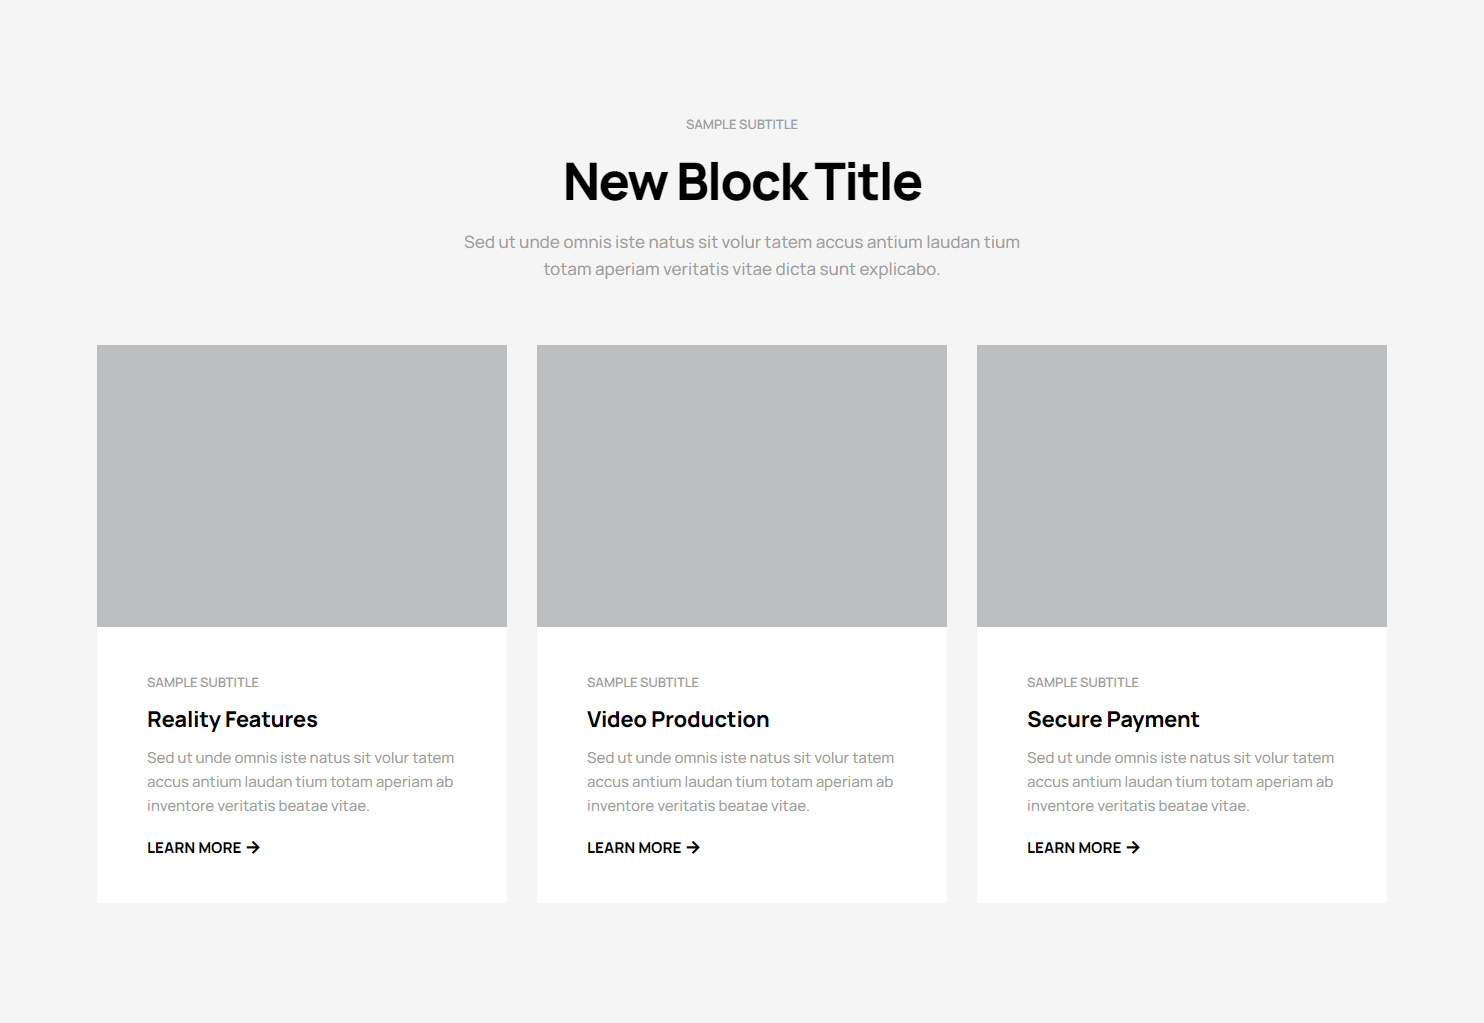 SAMPLE SUBTITLE
New Block Title
Sed ut unde omnis iste natus sit volur tatem accus antium laudan tium
totam aperiam veritatis vitae dicta sunt explicabo.
SAMPLE SUBTITLE
Reality Features
Sed ut unde omnis iste natus sit volur tatem
accus antium laudan tium totam aperiam ab
inventore veritatis beatae vitae.
LEARN MORE →
SAMPLE SUBTITLE
Video Production
Sed ut unde omnis iste natus sit volur tatem
accus antium laudan tium totam aperiam ab
inventore veritatis beatae vitae.
LEARN MORE →
SAMPLE SUBTITLE
Secure Payment
Sed ut unde omnis iste natus sit volur tatem
accus antium laudan tium totam aperiam ab
inventore veritatis beatae vitae.
LEARN MORE →